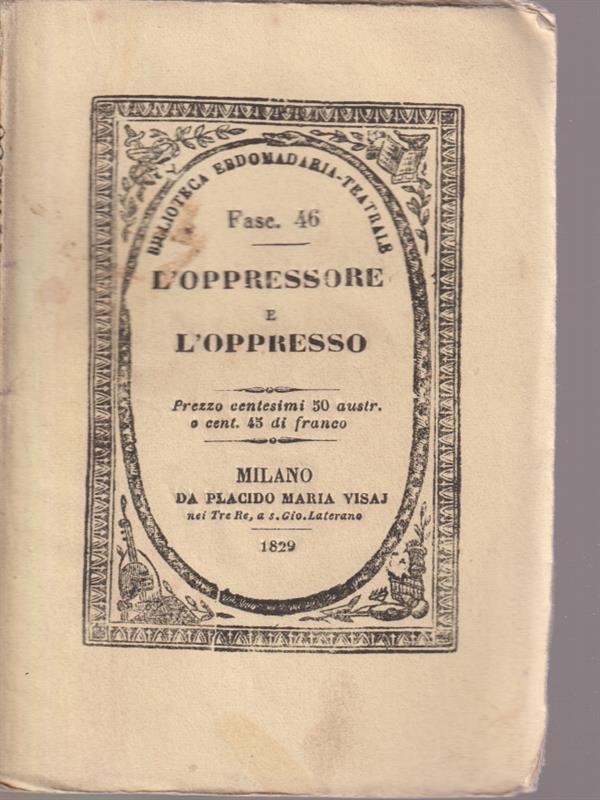 BIBLIOTECA EBDOMADARIA-TEATRALE
Fasc. 46
L'OPPRESSORE
E
L'OPPRESSO
Prezzo centesimi 50 austr.
o cent. 43 di franco
MILANO
DA PLACIDO MARIA VISAJ
nei Tre Re, a s. Gio. Laterano
1829